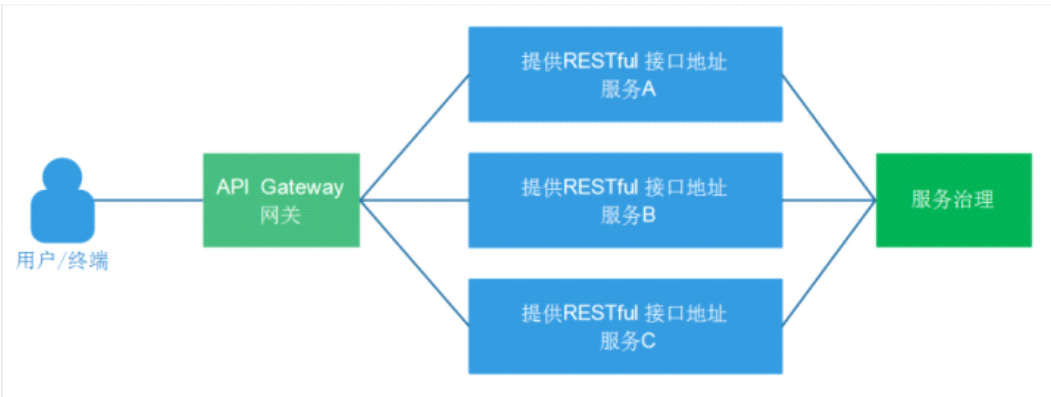 提供RESTful 接口地址
服务A
API Gateway
网关
提供RESTful 接口地址
服务B
服务治理
用户/终端
提供RESTful 接口地址
服务C